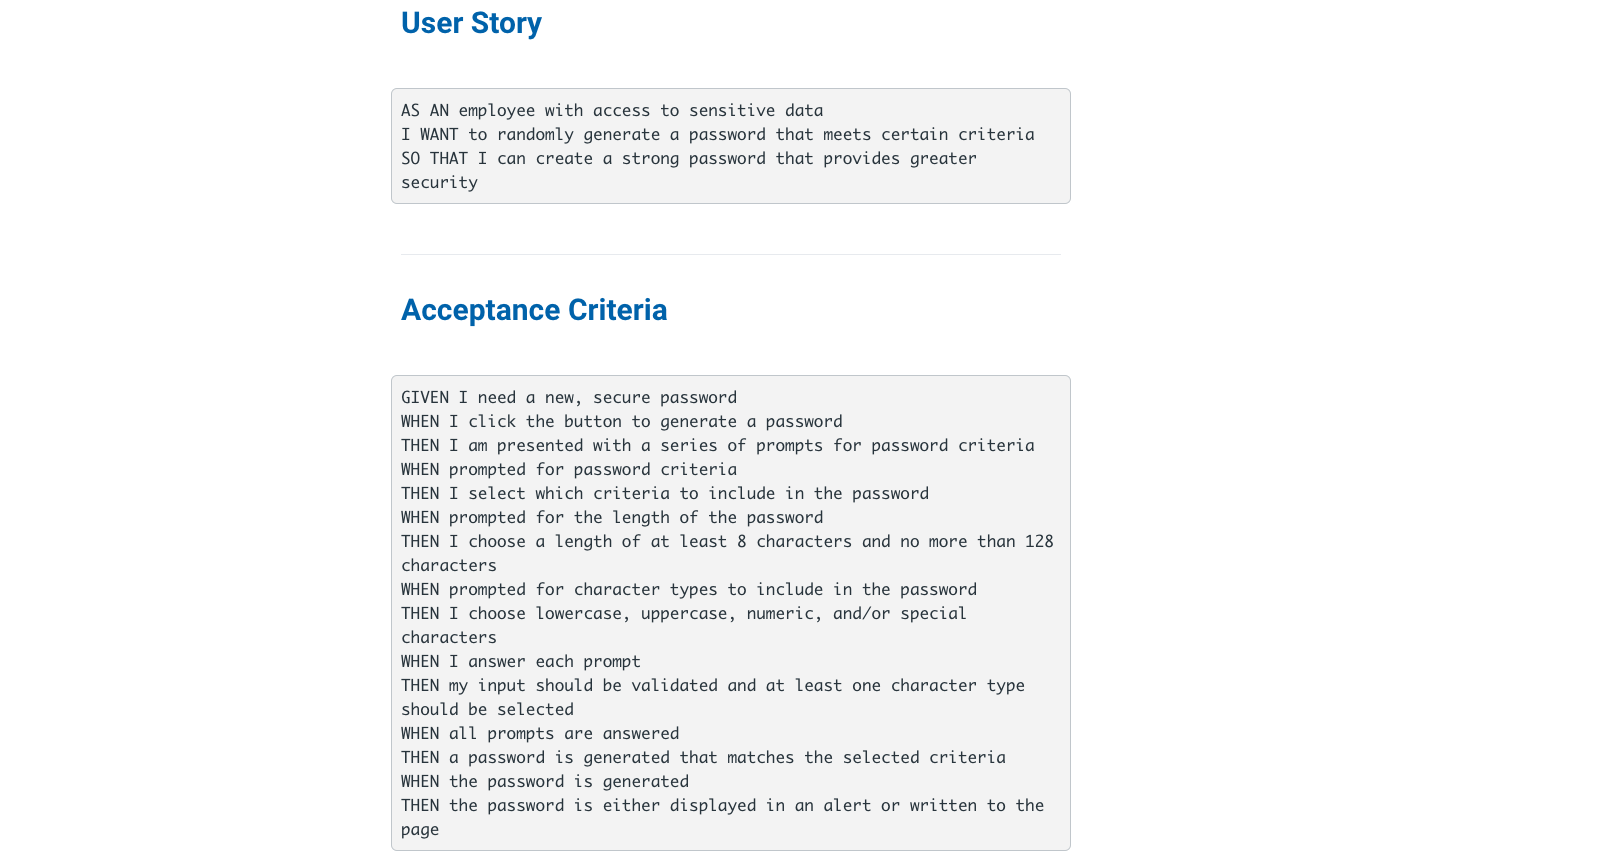 User Story
AS AN employee with access to sensitive data
I WANT to randomly generate a password that meets certain criteria
SO THAT I can create a strong password that provides greater
security
Acceptance Criteria
GIVEN I need a new, secure password
WHEN I click the button to generate a password
THEN I am presented with a series of prompts for password criteria
WHEN prompted for password criteria
THEN I select which criteria to include in the password
WHEN prompted for the length of the password
THEN I choose a length of at least 8 characters and no more than 128
characters
WHEN prompted for character types to include in the password
THEN I choose lowercase, uppercase, numeric, and/or special
characters
WHEN I answer each prompt
THEN my input should be validated and at least one character type
should be selected
WHEN all prompts are answered
THEN a password is generated that matches the selected criteria
WHEN the password is generated
THEN the password is either displayed in an alert or written to the
page